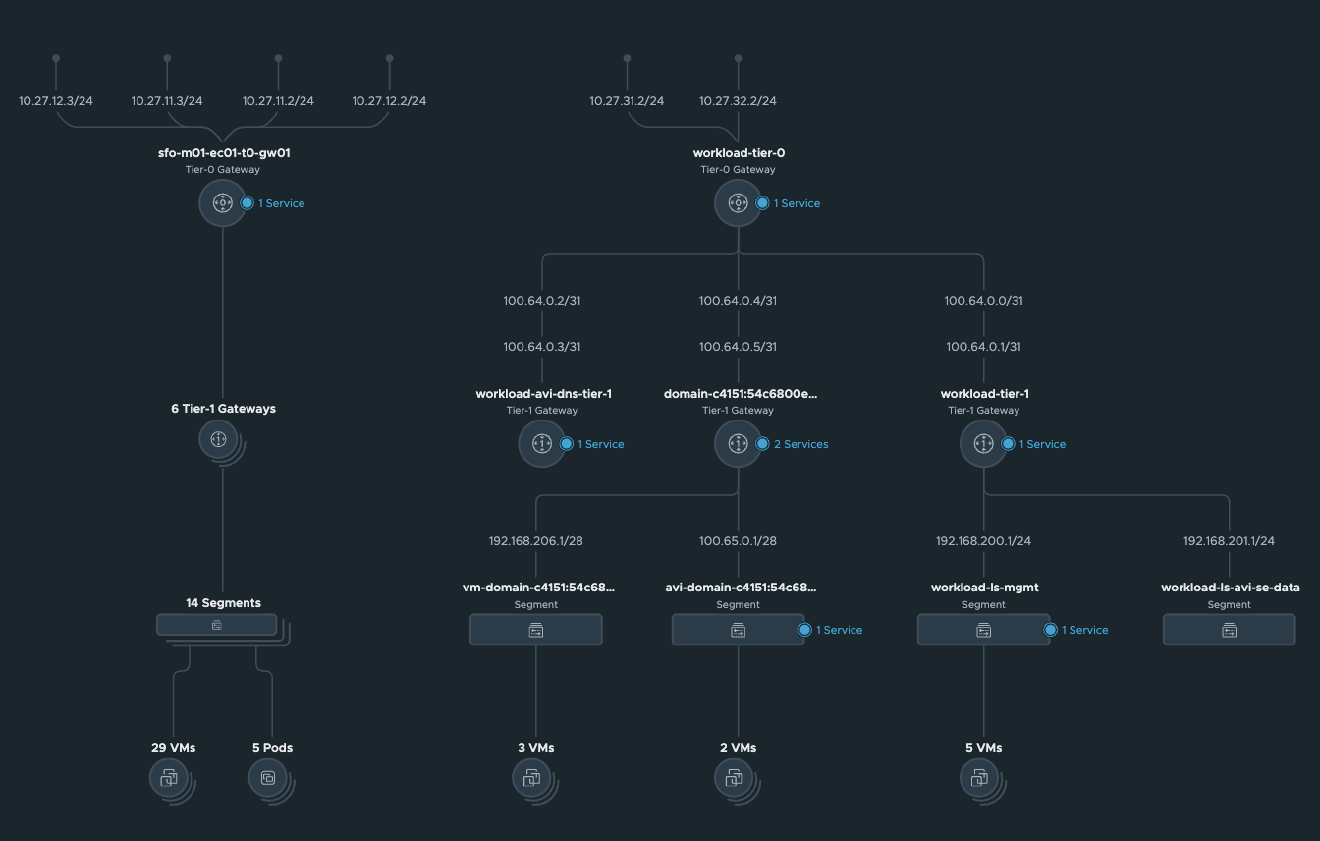 10.27.12.3/24
10.27.11.3/24
10.27.11.2/24
10.27.12.2/24
10.27.31.2/24
10.27.32.2/24
sfo-m01-ec01-t0-gw01
Tier-0 Gateway
1 Service
workload-tier-0
Tier-0 Gateway
1 Service
100.64.0.2/31
100.64.0.4/31
100.64.0.0/31
100.64.0.3/31
100.64.0.5/31
100.64.0.1/31
6 Tier-1 Gateways
workload-avi-dns-tier-1
Tier-1 Gateway
1 Service
domain-c4151:54c6800e...
Tier-1 Gateway
2 Services
workload-tier-1
Tier-1 Gateway
1 Service
192.168.206.1/28
100.65.0.1/28
192.168.200.1/24
192.168.201.1/24
14 Segments
vm-domain-c4151:54c68...
Segment
avi-domain-c4151:54c68...
Segment
1 Service
workload-ls-mgmt
Segment
1 Service
workload-ls-avi-se-data
Segment
29 VMs
5 Pods
3 VMs
2 VMs
5 VMs